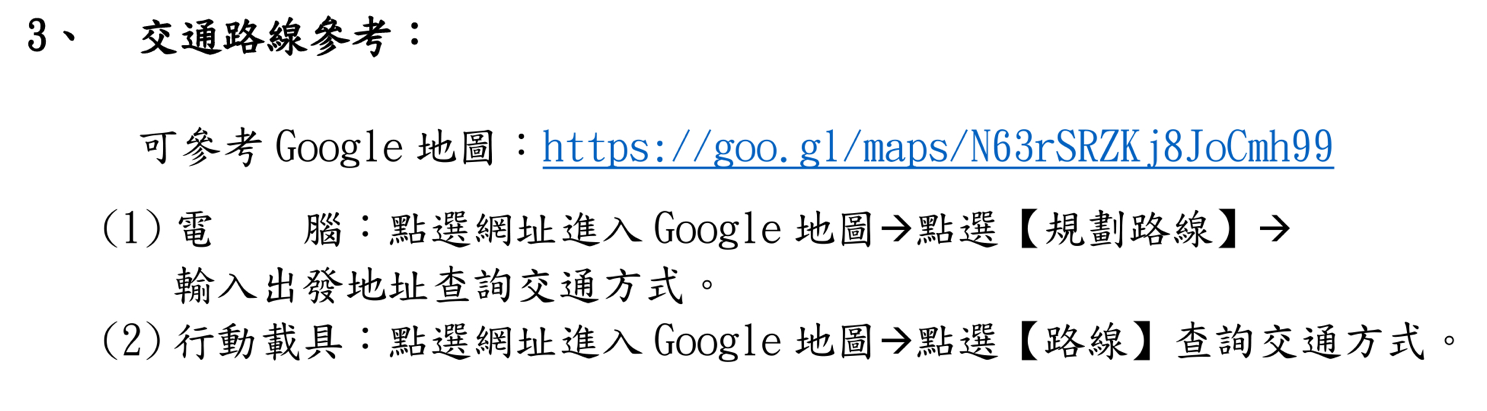 3、 交通路線參考：
可參考 Google 地圖：https://goo.gl/maps/N63rSRZKj8JoCmh99
(1)電　　腦：點選網址進入 Google 地圖→點選【規劃路線】→
輸入出發地址查詢交通方式。
(2)行動載具：點選網址進入 Google 地圖→點選【路線】查詢交通方式。